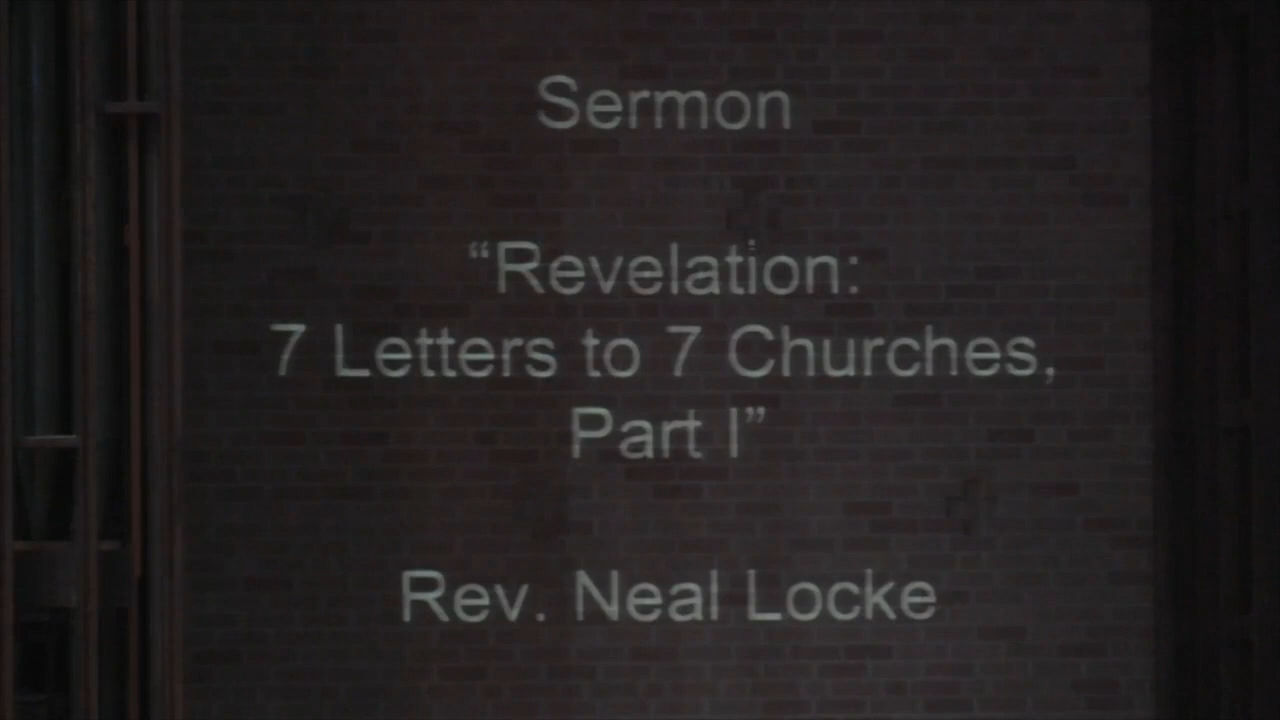 Sermon
“Revelation:
7 Letters to 7 Churches,
Part I”
Rev. Neal Locke